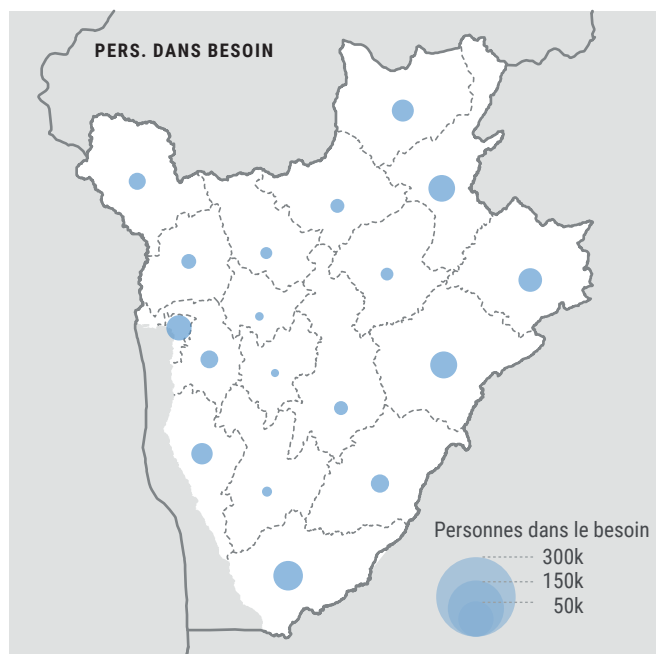 PERS. DANS BESOIN
Personnes dans le besoin
300k
150k
50k